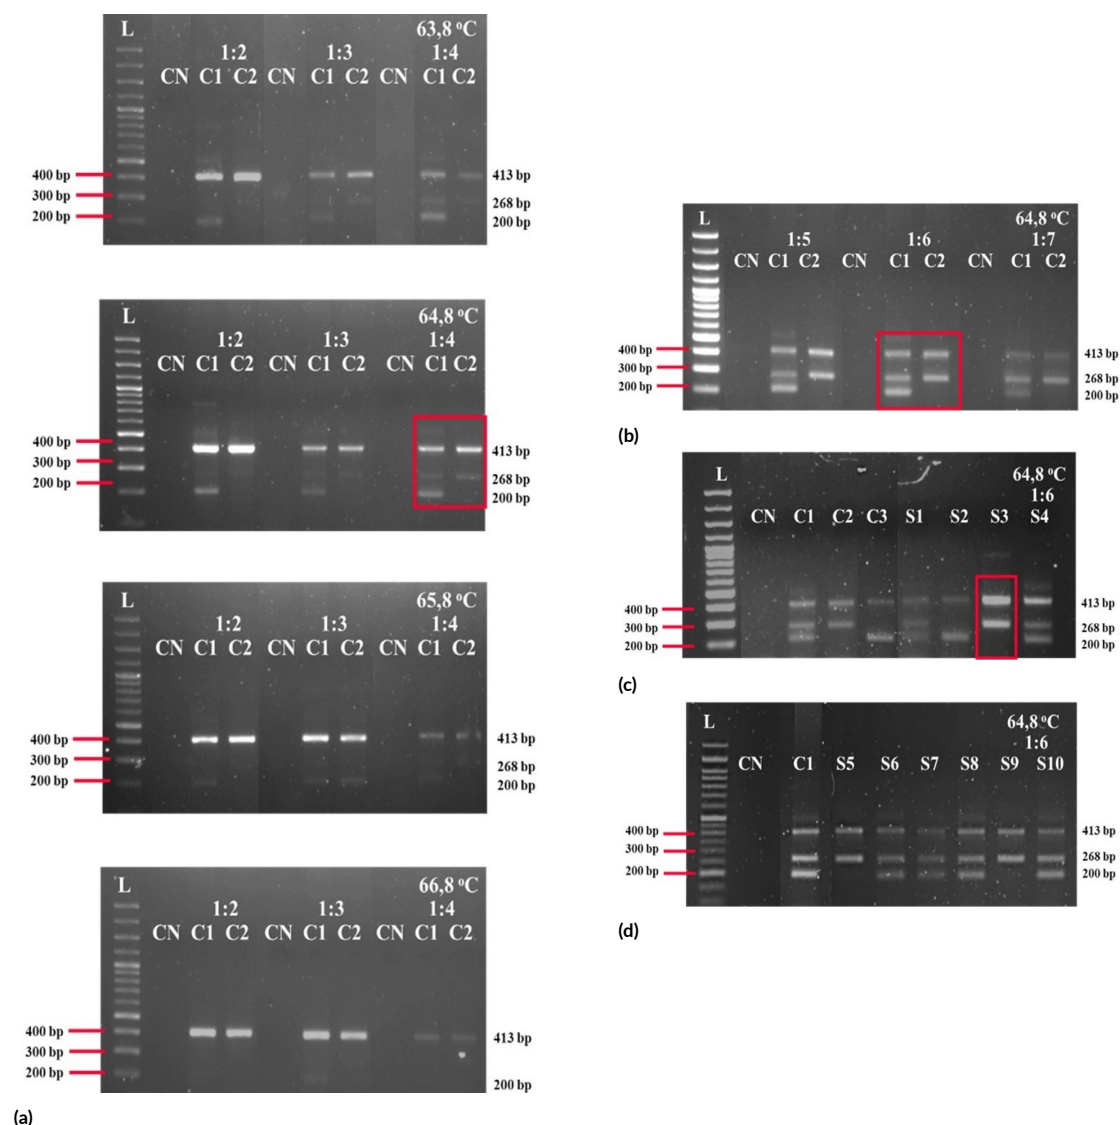 L 63,8 ºC
1:2 1:3 1:4
CN C1 C2 CN C1 C2 CN C1 C2
400 bp 413 bp
300 bp 268 bp
200 bp 200 bp
L 64,8 ºC
1:2 1:3 1:4
CN C1 C2 CN C1 C2 CN C1 C2
400 bp 413 bp
300 bp 268 bp
200 bp 200 bp
L 65,8 ºC
1:2 1:3 1:4
CN C1 C2 CN C1 C2 CN C1 C2
400 bp 413 bp
300 bp 268 bp
200 bp 200 bp
L 66,8 ºC
1:2 1:3 1:4
CN C1 C2 CN C1 C2 CN C1 C2
400 bp 413 bp
300 bp
200 bp 200 bp
(a)
L 64,8 ºC
1:5 1:6 1:7
CN C1 C2 CN C1 C2 CN C1 C2
400 bp 413 bp
300 bp 268 bp
200 bp 200 bp
(b)
L 64,8 ºC
1:6
CN C1 C2 C3 S1 S2 S3 S4
400 bp 413 bp
300 bp 268 bp
200 bp 200 bp
(c)
L 64,8 ºC
1:6
CN C1 S5 S6 S7 S8 S9 S10
400 bp 413 bp
300 bp 268 bp
200 bp 200 bp
(d)